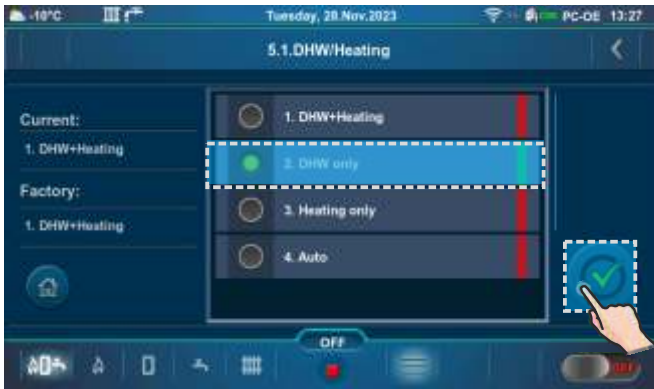 -10°C Tuesday, 28.Nov.2023 PC-OE 13:27
5.1.DHW/Heating
Current:
1. DHW+Heating
Factory:
1. DHW+Heating
1. DHW+Heating
2. DHW only
3. Heating only
4. Auto
OFF
OFF